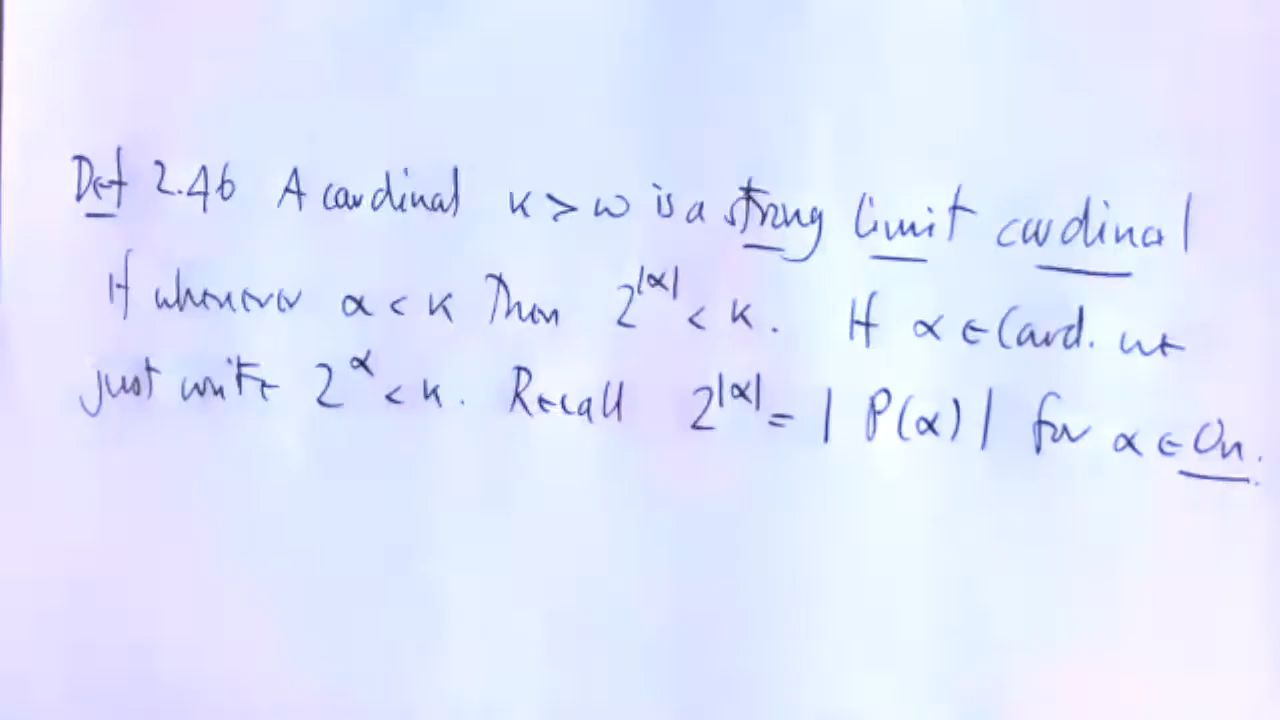 Def 2.46 A cardinal κ > ω is a strong limit cardinal
if whenever α < κ Then 2^|α| < κ. If α ∈ Card. we
just write 2^α < κ. Recall 2^|α| = | P(α) | for α ∈ On.